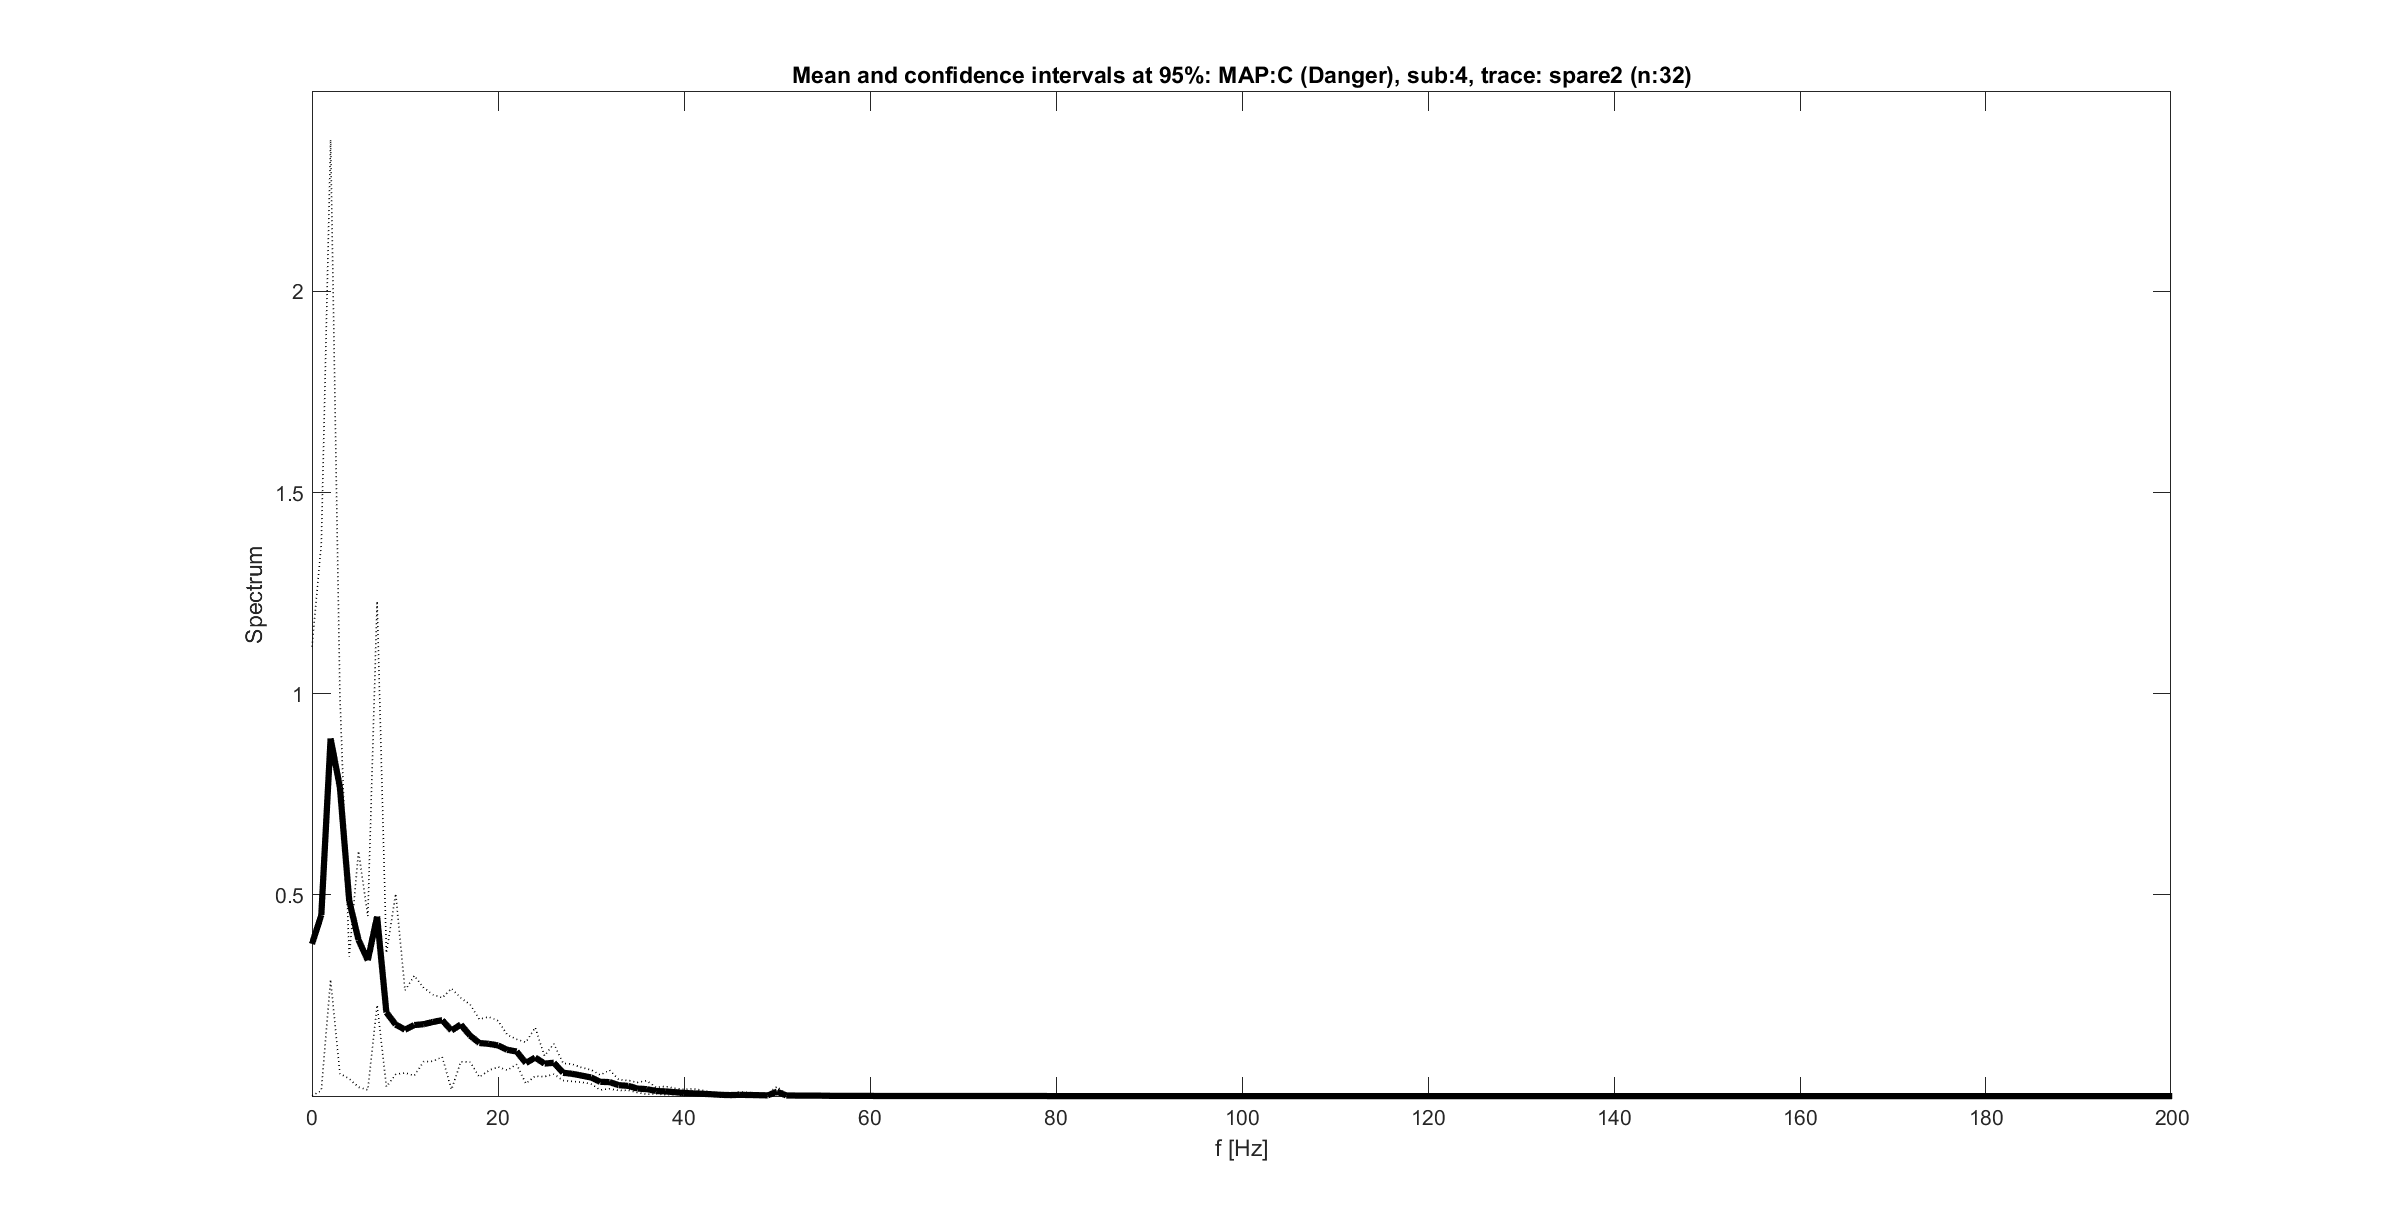 Mean and confidence intervals at 95%: MAP:C (Danger), sub:4, trace: spare2 (n:32)
2
1.5
1
0.5
Spectrum
0 20 40 60 80 100 120 140 160 180 200
f [Hz]